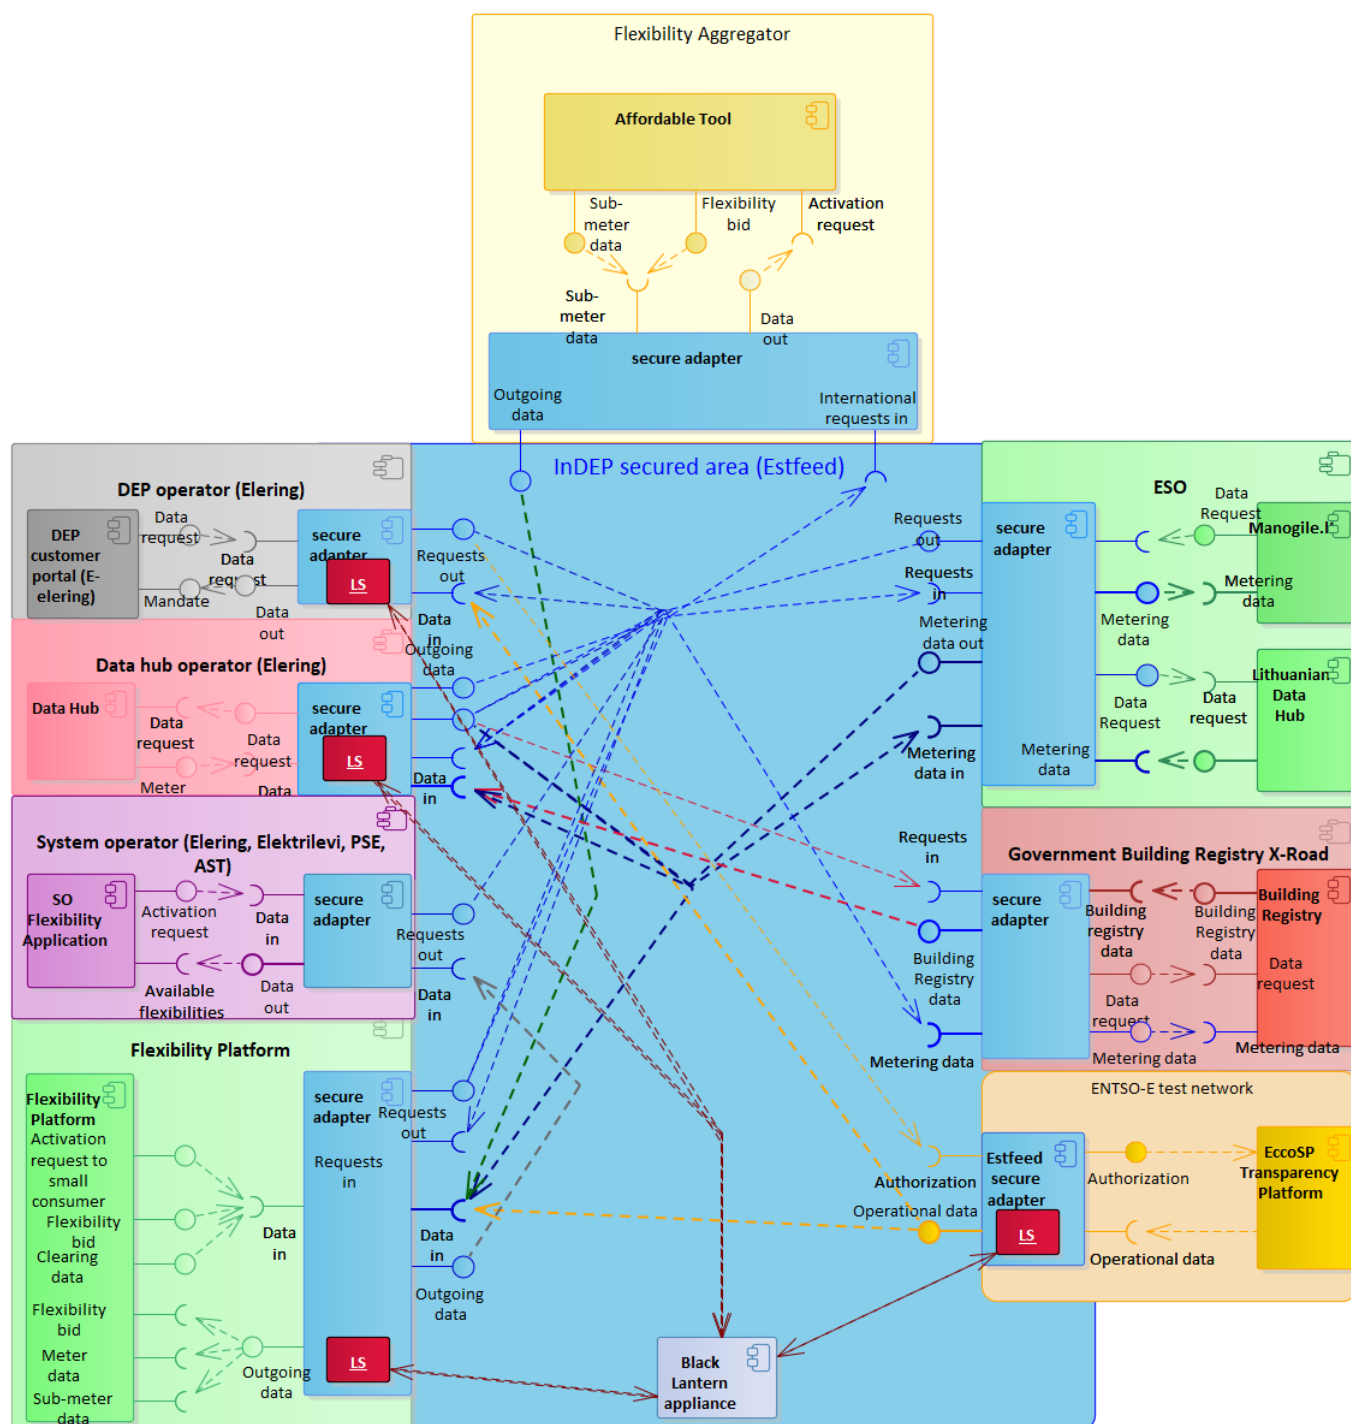 Flexibility Aggregator
Affordable Tool
Sub-
meter
data
Flexibility
bid
Activation
request
Sub-
meter
data
Data
out
secure adapter
Outgoing
data
International
requests in
InDEP secured area (Estfeed)
DEP operator (Elering)
DEP
customer
portal (E-
elering)
Data
request
Data
request
Mandate
Data
out
secure
adapter
LS
Requests
out
Data
in
Data hub operator (Elering)
Data Hub
Data
request
Data
request
Meter
Data
secure
adapter
LS
Outgoing
data
Data
in
System operator (Elering, Elektrilevi, PSE,
AST)
SO
Flexibility
Application
Activation
request
Data
in
Available
flexibilities
Data
out
secure
adapter
Requests
out
Data
in
Flexibility Platform
Flexibility
Platform
Activation
request to
small
consumer
Flexibility
bid
Clearing
data
Flexibility
bid
Meter
data
Sub-meter
data
Data
in
Outgoing
data
secure
adapter
Requests
in
LS
Requests
out
Data
in
Outgoing
data
ESO
secure
adapter
Requests
out
Requests
in
Metering
data out
Metering
data in
Metering
data
Data
Request
Manogile.l
Metering
data
Metering
data
Data
Request
Data
request
Lithuanian
Data
Hub
Government Building Registry X-Road
Requests
in
secure
adapter
Building
Registry
data
Metering data
Building
registry
data
Building
Registry
data
Building
Registry
Data
request
Data
request
Metering data
Metering data
ENTSO-E test network
Authorization
Operational data
Estfeed
secure
adapter
LS
Authorization
Operational data
EccoSP
Transparency
Platform
Black
Lantern
appliance